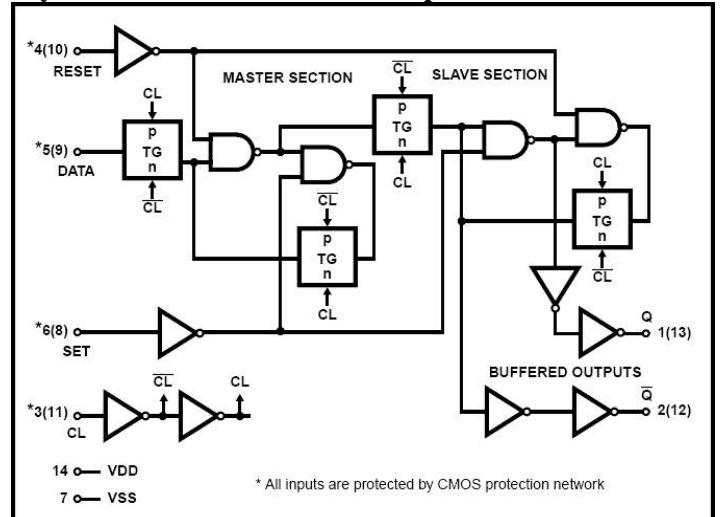 *4(10)
RESET
MASTER SECTION
SLAVE SECTION
CL
p
TG
n
CL
*5(9)
DATA
CL
p
TG
n
CL
CL
p
TG
n
CL
CL
p
TG
n
CL
*6(8)
SET
Q
1(13)
BUFFERED OUTPUTS
Q
2(12)
CL
CL
*3(11)
CL
14
VDD
7
VSS
* All inputs are protected by CMOS protection network